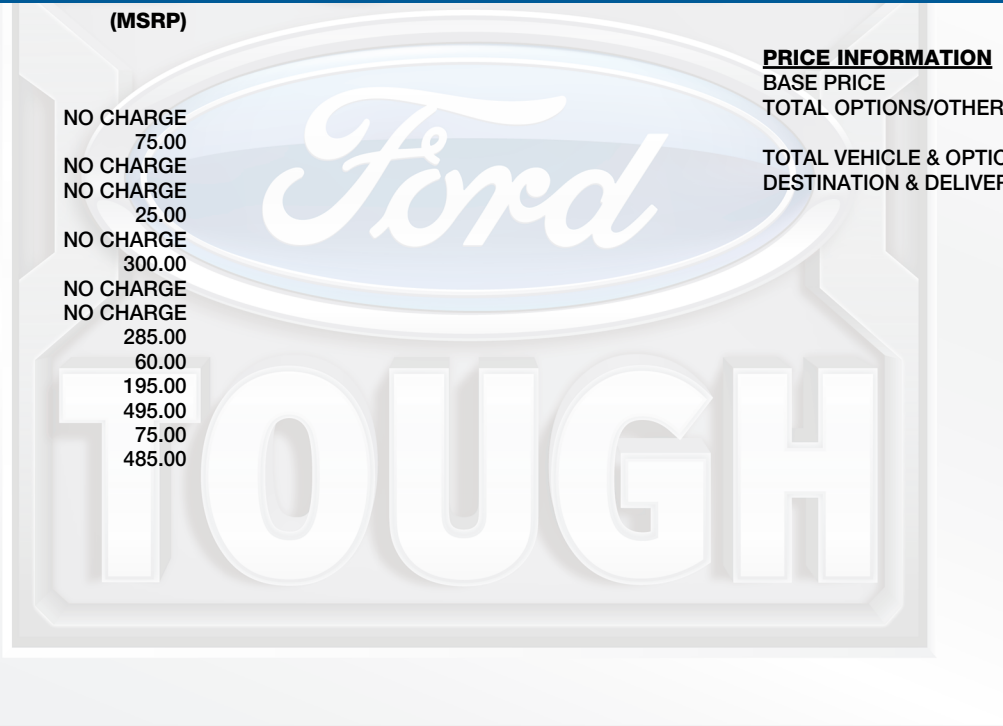 (MSRP)
NO CHARGE
75.00
NO CHARGE
NO CHARGE
25.00
NO CHARGE
300.00
NO CHARGE
NO CHARGE
285.00
60.00
195.00
495.00
75.00
485.00
PRICE INFORMATION
BASE PRICE
TOTAL OPTIONS/OTHER
TOTAL VEHICLE & OPTIO
DESTINATION & DELIVER
Ford
TOUGH